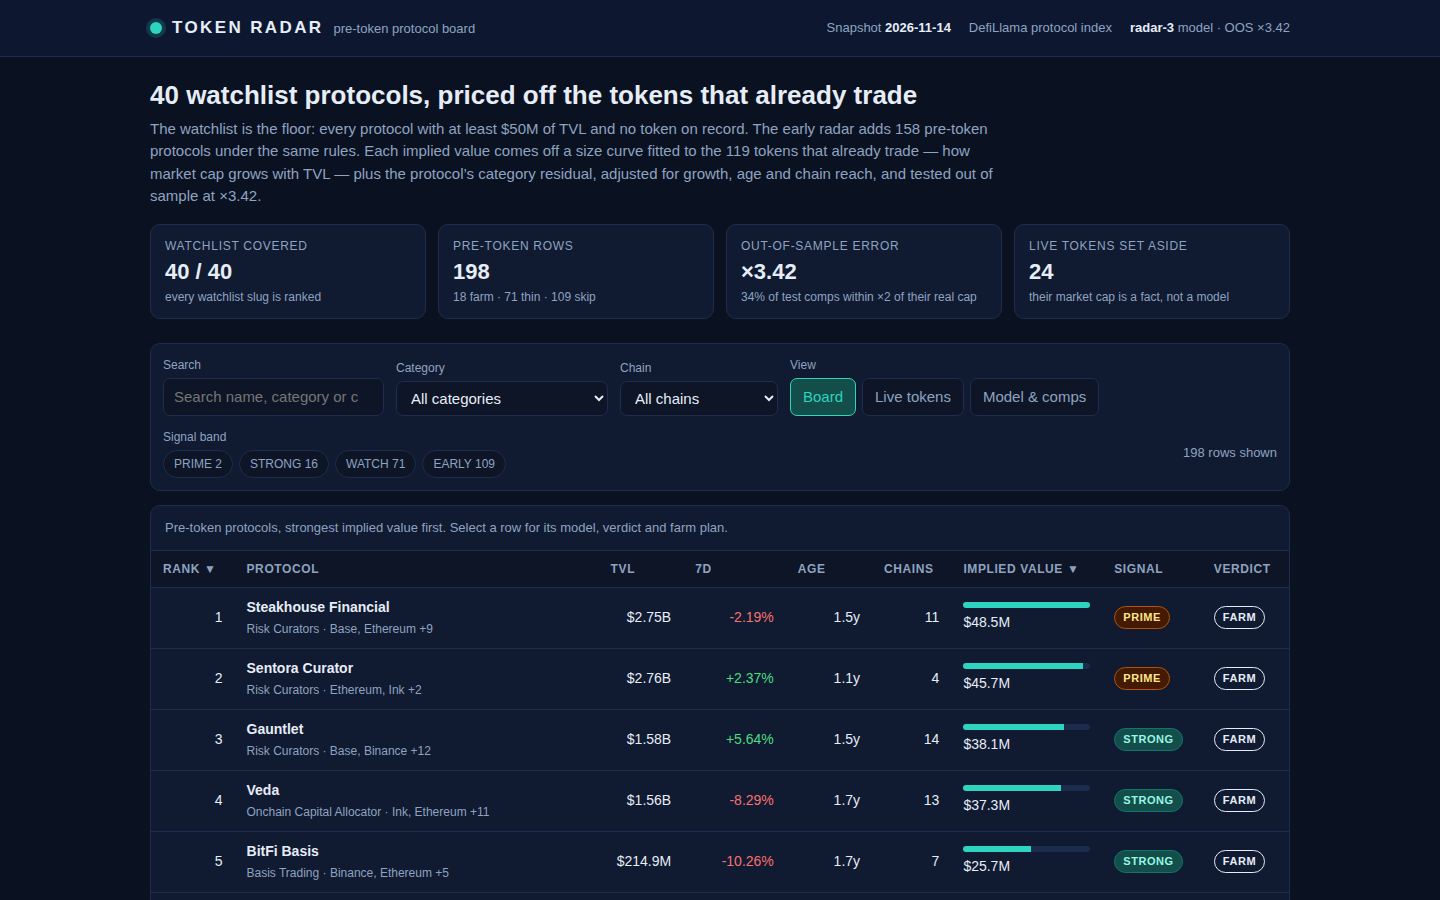 TOKEN RADAR pre-token protocol board
Snapshot 2026-11-14 DefiLlama protocol index radar-3 model · OOS ×3.42
40 watchlist protocols, priced off the tokens that already trade
The watchlist is the floor: every protocol with at least $50M of TVL and no token on record. The early radar adds 158 pre-token
protocols under the same rules. Each implied value comes off a size curve fitted to the 119 tokens that already trade — how
market cap grows with TVL — plus the protocol’s category residual, adjusted for growth, age and chain reach, and tested out of
sample at ×3.42.
WATCHLIST COVERED
40 / 40
every watchlist slug is ranked
PRE-TOKEN ROWS
198
18 farm · 71 thin · 109 skip
OUT-OF-SAMPLE ERROR
×3.42
34% of test comps within ×2 of their real cap
LIVE TOKENS SET ASIDE
24
their market cap is a fact, not a model
Search
Search name, category or c
Category
All categories
Chain
All chains
View
Board Live tokens Model & comps
Signal band
PRIME 2 STRONG 16 WATCH 71 EARLY 109
198 rows shown
Pre-token protocols, strongest implied value first. Select a row for its model, verdict and farm plan.
RANK ▼ PROTOCOL TVL 7D AGE CHAINS IMPLIED VALUE ▼ SIGNAL VERDICT
1 Steakhouse Financial $2.75B -2.19% 1.5y 11 $48.5M PRIME FARM
Risk Curators · Base, Ethereum +9
2 Sentora Curator $2.76B +2.37% 1.1y 4 $45.7M PRIME FARM
Risk Curators · Ethereum, Ink +2
3 Gauntlet $1.58B +5.64% 1.5y 14 $38.1M STRONG FARM
Risk Curators · Base, Binance +12
4 Veda $1.56B -8.29% 1.7y 13 $37.3M STRONG FARM
Onchain Capital Allocator · Ink, Ethereum +11
5 BitFi Basis $214.9M -10.26% 1.7y 7 $25.7M STRONG FARM
Basis Trading · Binance, Ethereum +5